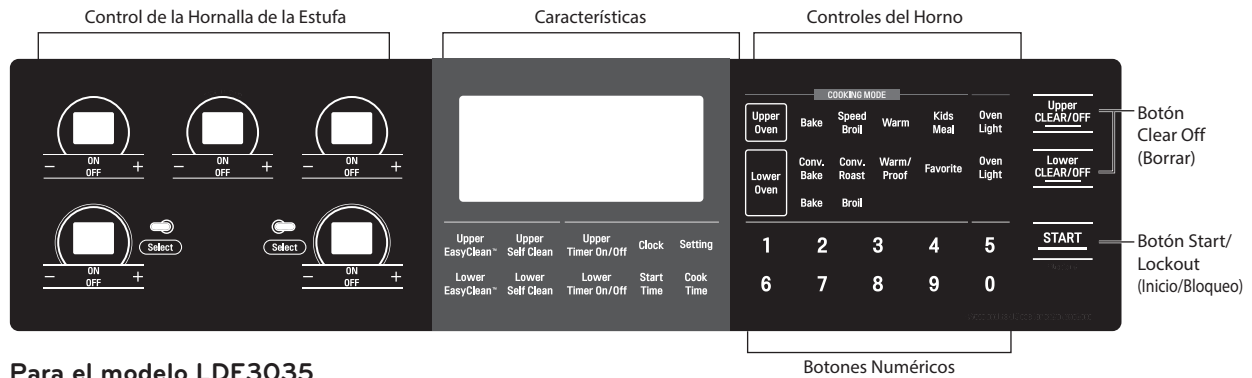 Control de la Hornalla de la Estufa
Características
Controles del Horno
COOKING MODE
Upper Oven
Bake
Speed Broil
Warm
Kids Meal
Oven Light
Upper CLEAR/OFF
Botón Clear Off (Borrar)
Lower Oven
Conv. Bake
Conv. Roast
Warm/ Proof
Favorite
Oven Light
Lower CLEAR/OFF
Bake
Broil
ON
OFF
ON
OFF
ON
OFF
Select
Select
ON
OFF
ON
OFF
Upper EasyClean™
Upper Self Clean
Upper Timer On/Off
Clock
Setting
Lower EasyClean™
Lower Self Clean
Lower Timer On/Off
Start Time
Cook Time
1 2 3 4 5
6 7 8 9 0
START
Botón Start/ Lockout (Inicio/Bloqueo)
Botones Numéricos
Para el modelo LDE3035